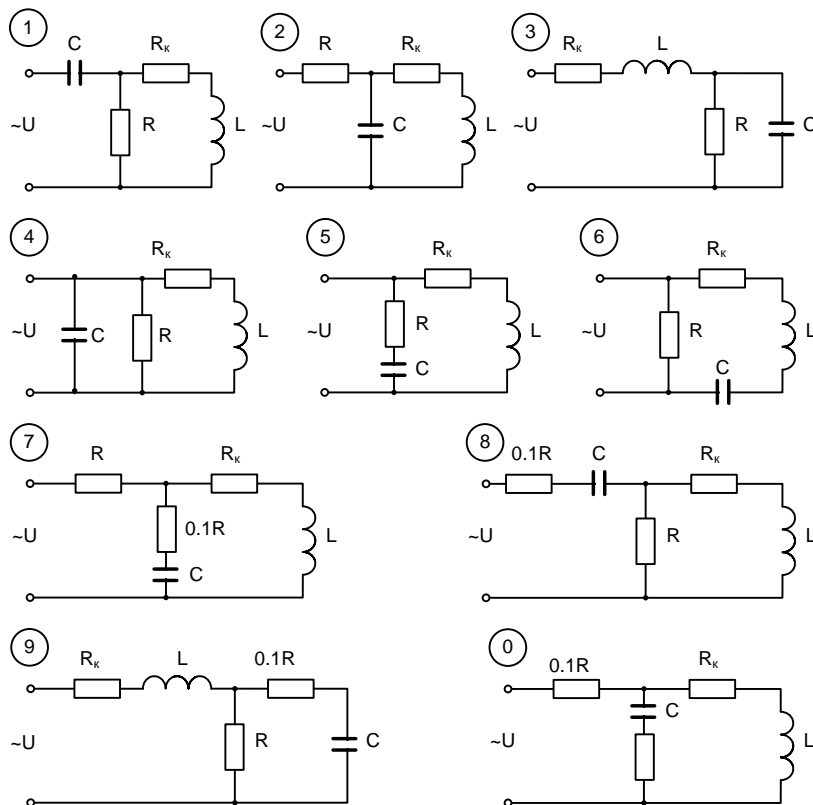 1 2 3
C Rк R Rк Rк L
~U R L ~U C L ~U R C
4 5 6
Rк Rк Rк
~U C R L ~U R L ~U R L
C C
7 8
R Rк 0.1R C Rк
0.1R
~U L ~U R L
C
9 0
Rк L 0.1R 0.1R Rк
C
~U R C ~U L